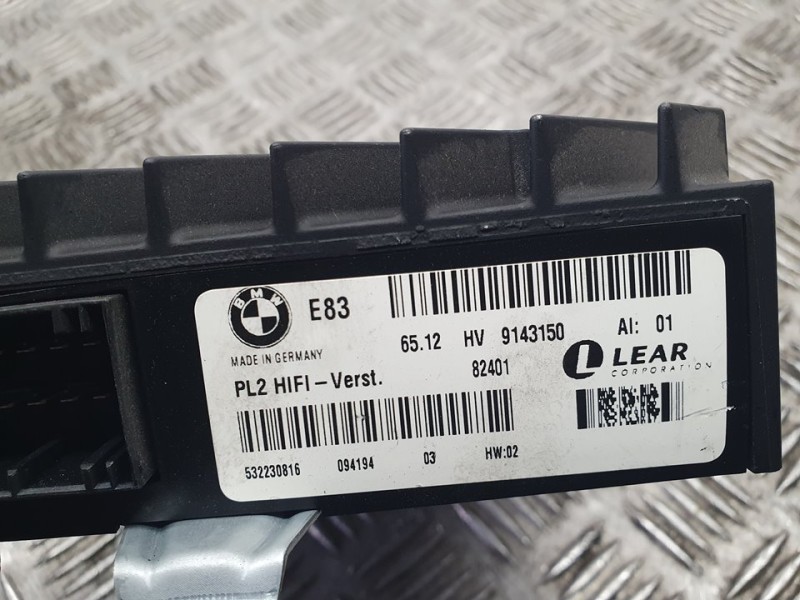 BMW
E83
65.12 HV 9143150 AI: 01
MADE IN GERMANY
82401
LEAR
CORPORATION
PL2 HIFI-Verst.
532230816 094194 03 HW:02